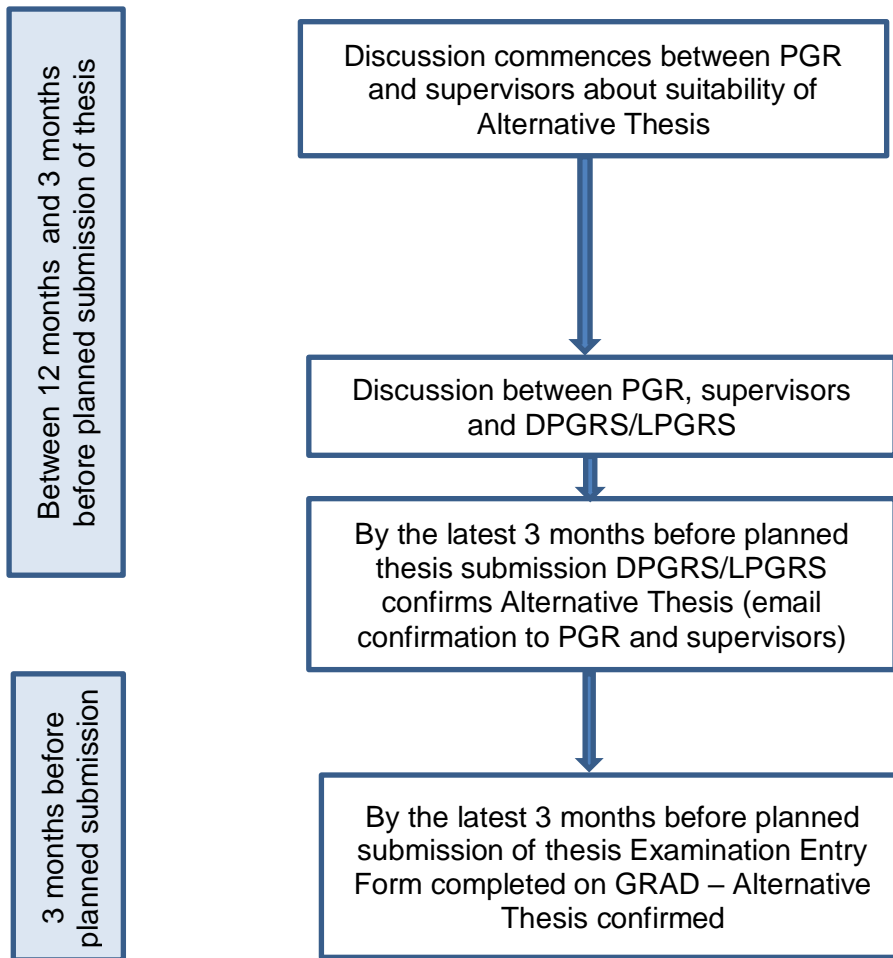 Between 12 months and 3 months
before planned submission of thesis
Discussion commences between PGR
and supervisors about suitability of
Alternative Thesis
Discussion between PGR, supervisors
and DPGRS/LPGRS
By the latest 3 months before planned
thesis submission DPGRS/LPGRS
confirms Alternative Thesis (email
confirmation to PGR and supervisors)
3 months before
planned submission
By the latest 3 months before planned
submission of thesis Examination Entry
Form completed on GRAD – Alternative
Thesis confirmed